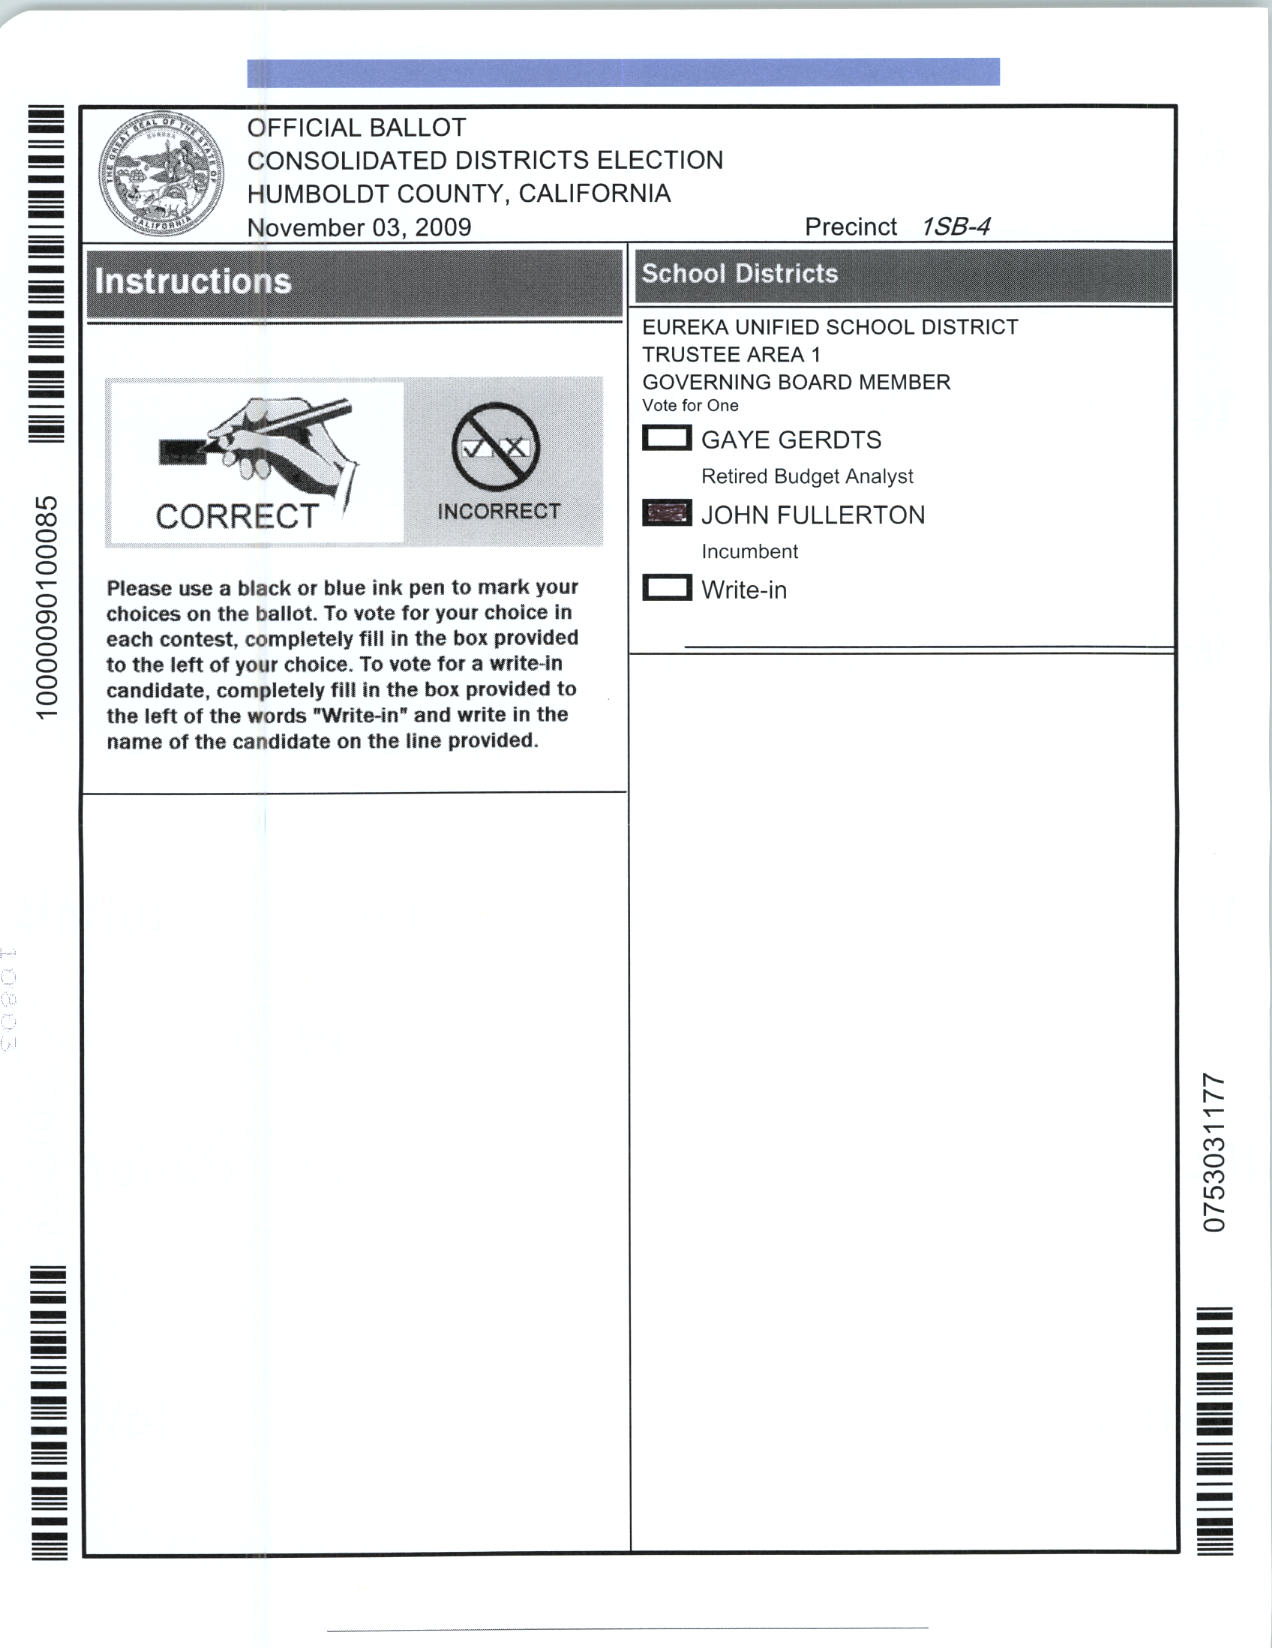 OFFICIAL BALLOT
CONSOLIDATED DISTRICTS ELECTION
HUMBOLDT COUNTY, CALIFORNIA
November 03, 2009
Precinct 1SB-4
THE GREAT SEAL OF THE STATE OF CALIFORNIA
EUREKA
Instructions
CORRECT
INCORRECT
Please use a black or blue ink pen to mark your
choices on the ballot. To vote for your choice in
each contest, completely fill in the box provided
to the left of your choice. To vote for a write-in
candidate, completely fill in the box provided to
the left of the words "Write-in" and write in the
name of the candidate on the line provided.
School Districts
EUREKA UNIFIED SCHOOL DISTRICT
TRUSTEE AREA 1
GOVERNING BOARD MEMBER
Vote for One
GAYE GERDTS
Retired Budget Analyst
JOHN FULLERTON
Incumbent
Write-in
10000090100085
0753031177
10803